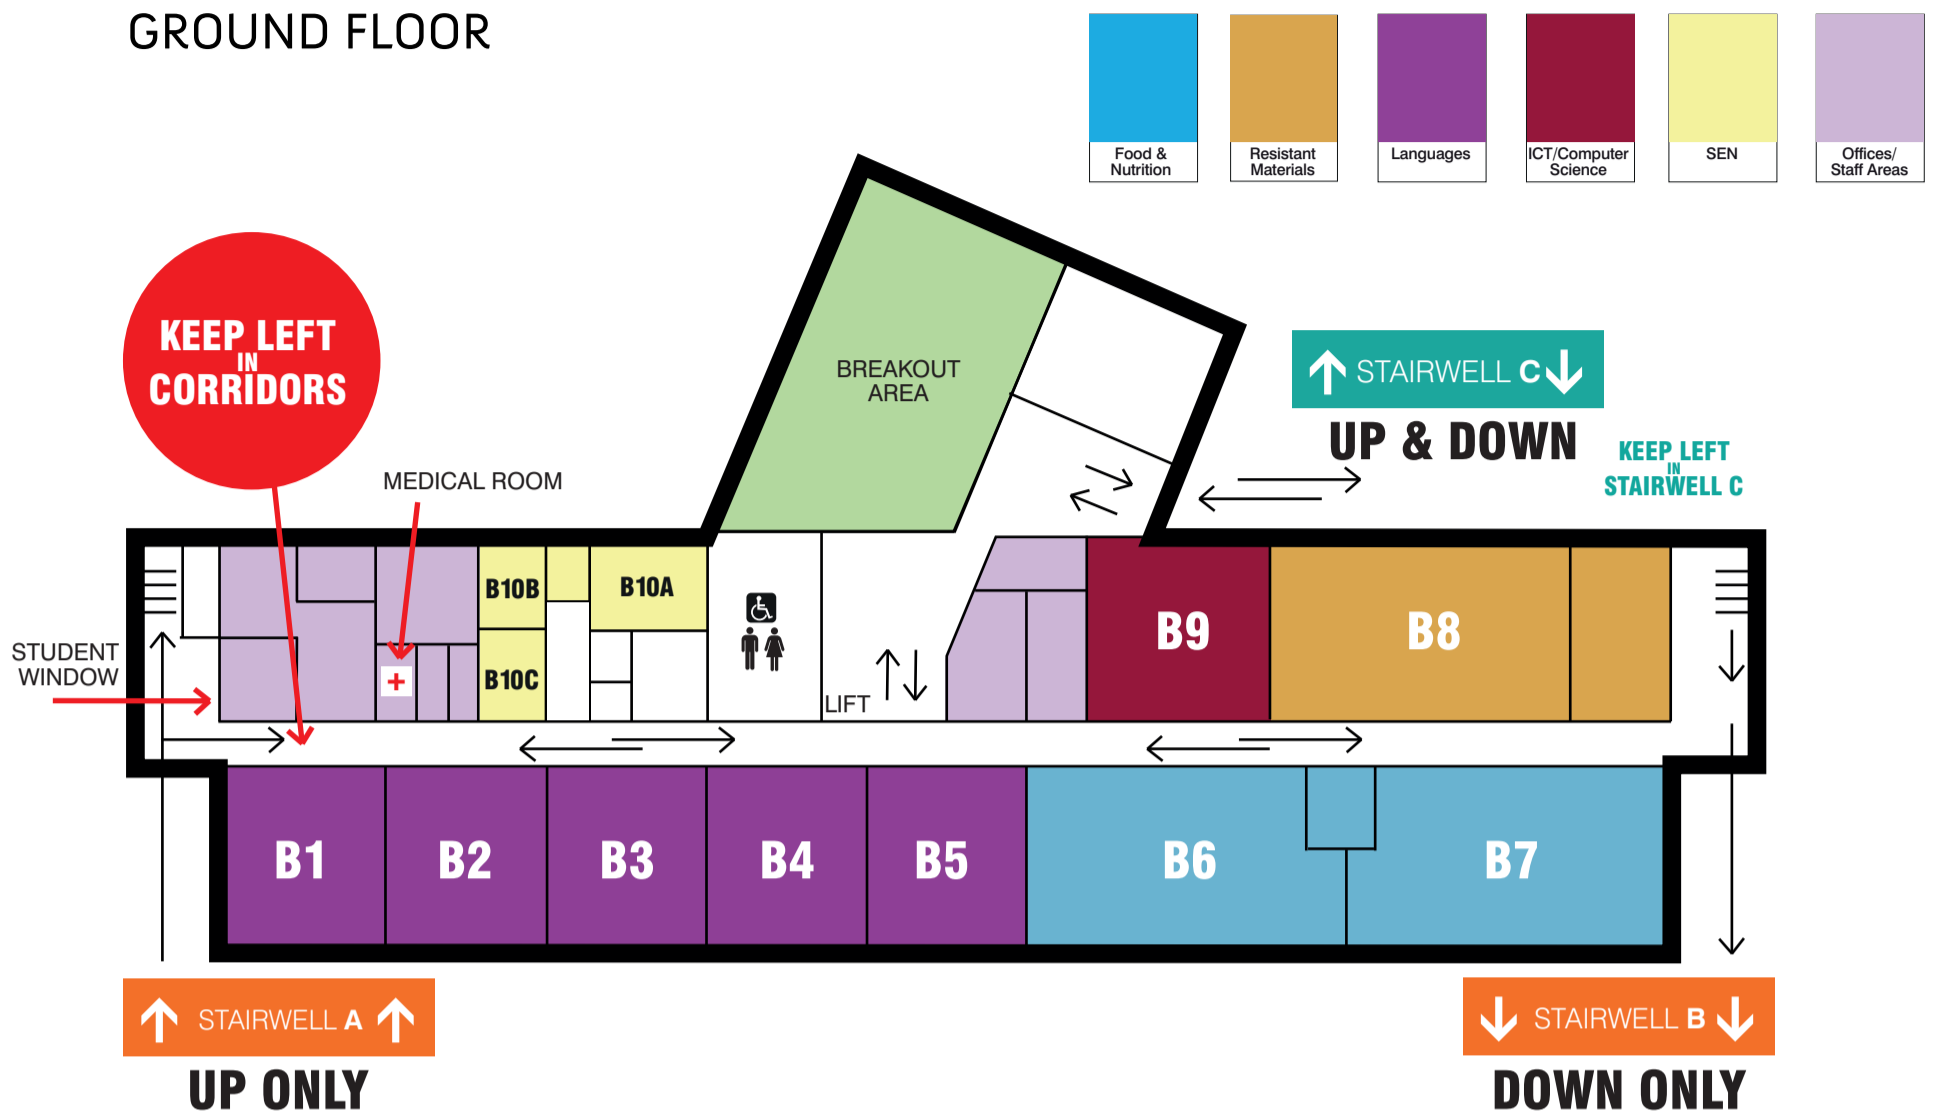 GROUND FLOOR
Food &
Nutrition
Resistant
Materials
Languages
ICT/Computer
Science
SEN
Offices/
Staff Areas
KEEP LEFT
IN
CORRIDORS
BREAKOUT
AREA
STAIRWELL C
UP & DOWN
KEEP LEFT
IN
STAIRWELL C
MEDICAL ROOM
B10B
B10A
B10C
B9
B8
STUDENT
WINDOW
LIFT
B1
B2
B3
B4
B5
B6
B7
STAIRWELL A
UP ONLY
STAIRWELL B
DOWN ONLY